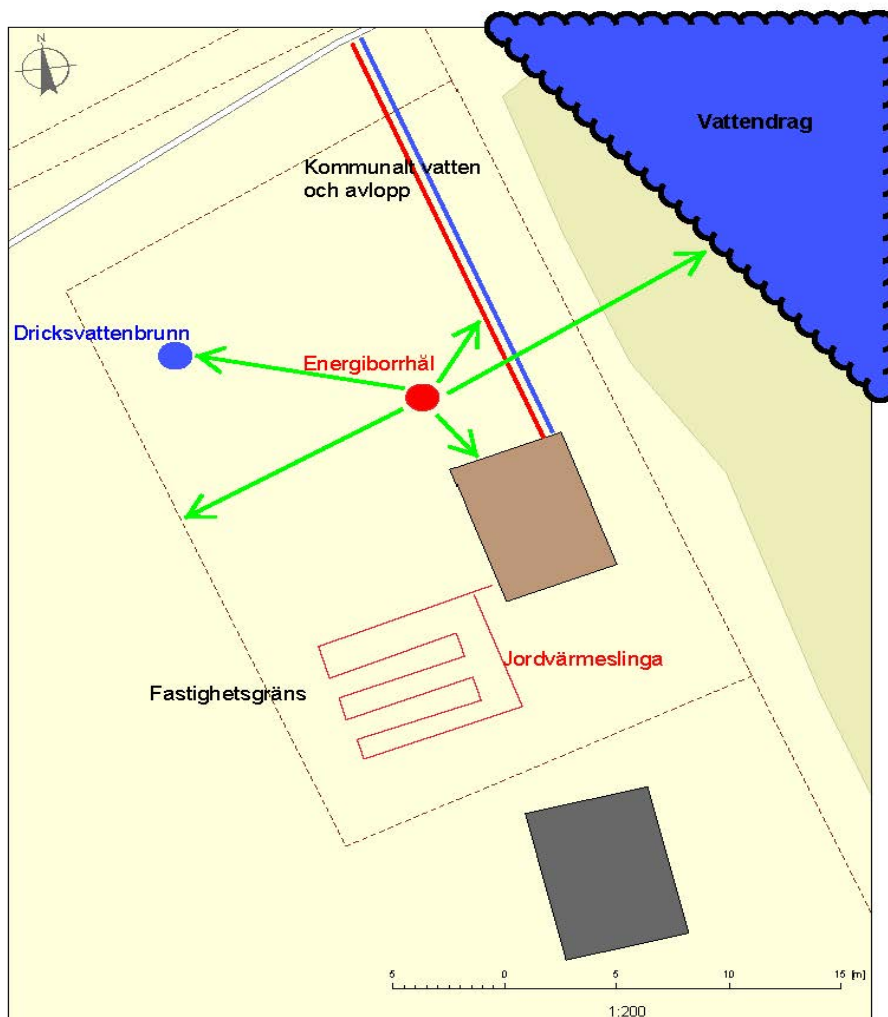 N
Vattendrag
Kommunalt vatten
och avlopp
Dricksvattenbrunn
Energiborrhål
Jordvärmeslinga
Fastighetsgräns
5 0 5 10 15 [m]
1:200